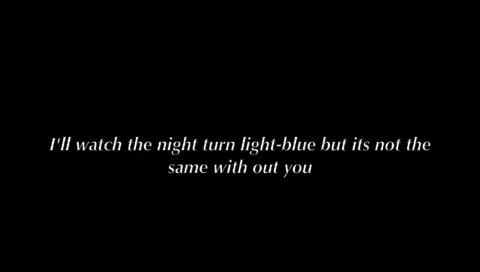 I'll watch the night turn light-blue but its not the
same with out you